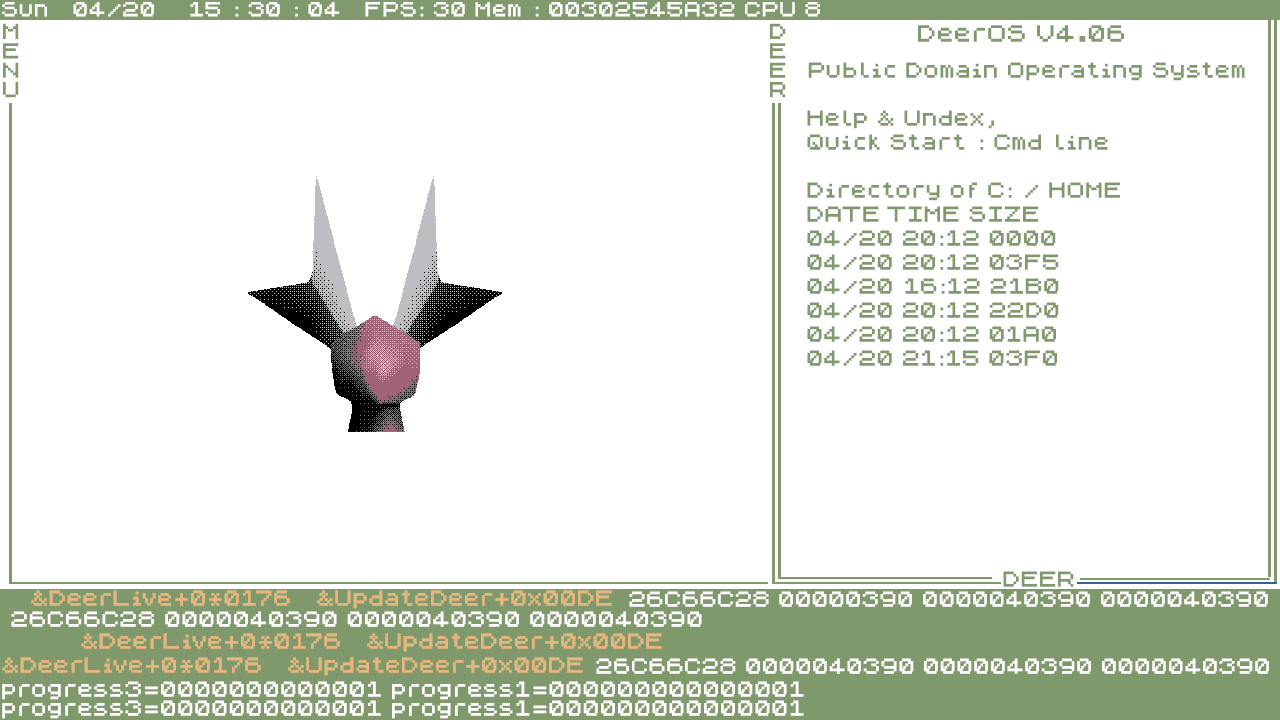 Sun 04/20 15 : 30 : 04 FPS: 30 Mem : 00302545A32 CPU 8
MENU
DEER
DeerOS V4.06
Public Domain Operating System
Help & Undex,
Quick Start : Cmd line
Directory of C: / HOME
DATE TIME SIZE
04/20 20:12 0000
04/20 20:12 03F5
04/20 16:12 21B0
04/20 20:12 22D0
04/20 20:12 01A0
04/20 21:15 03F0
DEER
&DeerLive+0*0176 &UpdateDeer+0x00DE 26C66C28 00000390 0000040390 0000040390
26C66C28 0000040390 0000040390 0000040390
&DeerLive+0*0176 &UpdateDeer+0x00DE
&DeerLive+0*0176 &UpdateDeer+0x00DE 26C66C28 0000040390 0000040390 0000040390
progress3=0000000000001 progress1=000000000000001
progress3=0000000000001 progress1=000000000000001